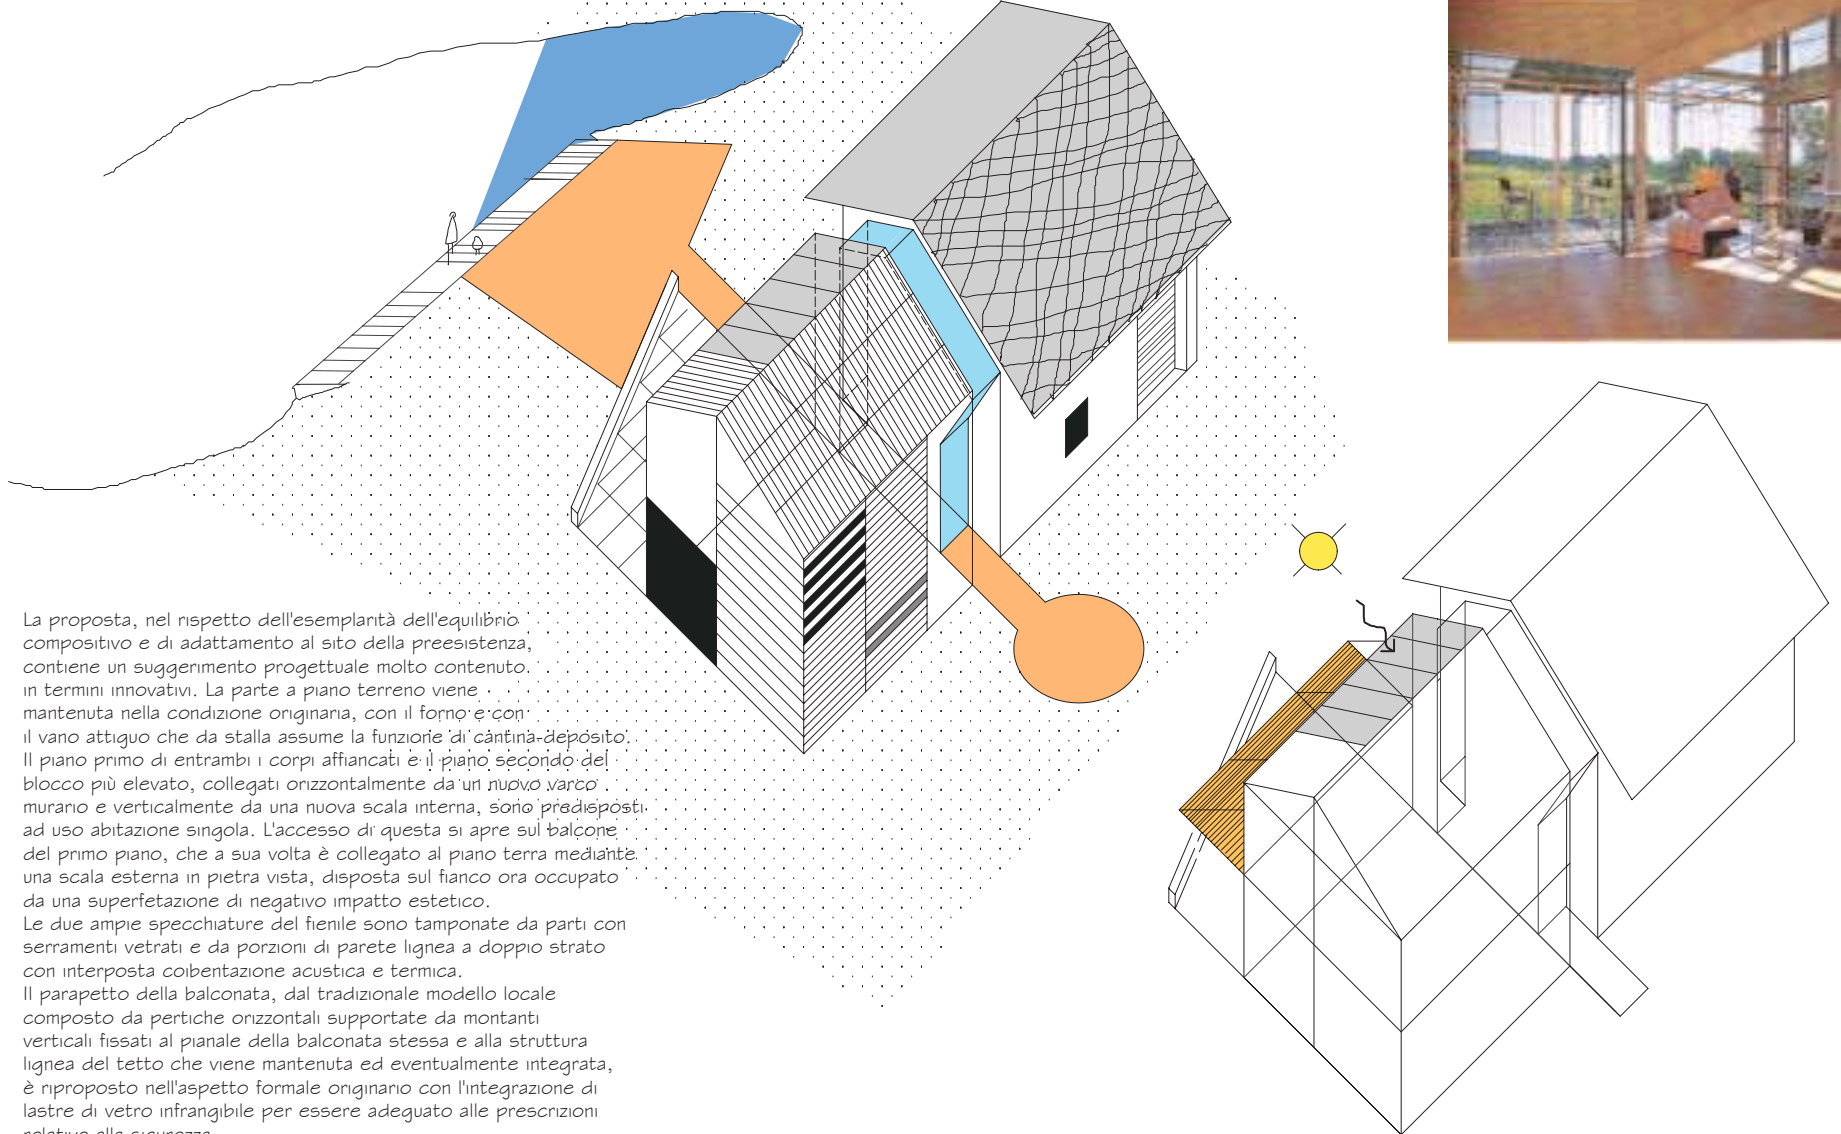 La proposta, nel rispetto dell'esemplarità dell'equilibrio
compositivo e di adattamento al sito della preesistenza,
contiene un suggerimento progettuale molto contenuto
in termini innovativi. La parte a piano terreno viene
mantenuta nella condizione originaria, con il forno e con
il vano attiguo che da stalla assume la funzione di cantina-deposito.
Il piano primo di entrambi i corpi affiancati e il piano secondo del
blocco più elevato, collegati orizzontalmente da un nuovo varco
murario e verticalmente da una nuova scala interna, sono predisposti
ad uso abitazione singola. L'accesso di questa si apre sul balcone
del primo piano, che a sua volta è collegato al piano terra mediante
una scala esterna in pietra vista, disposta sul fianco ora occupato
da una superfetazione di negativo impatto estetico.
Le due ampie specchiature del fienile sono tamponate da parti con
serramenti vetrati e da porzioni di parete lignea a doppio strato
con interposta coibentazione acustica e termica.
Il parapetto della balconata, dal tradizionale modello locale
composto da pertiche orizzontali supportate da montanti
verticali fissati al pianale della balconata stessa e alla struttura
lignea del tetto che viene mantenuta ed eventualmente integrata,
è riproposto nell'aspetto formale originario con l'integrazione di
lastre di vetro infrangibile per essere adeguato alle prescrizioni
relative alla sicurezza